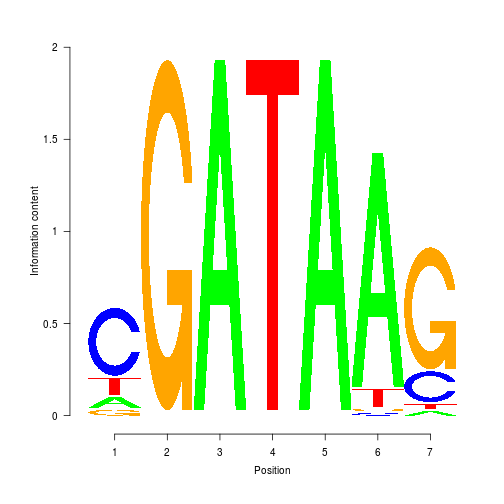 2
1.5
1
0.5
0
Information content
C G A T A A G
T T C
A G T
G C A
1 2 3 4 5 6 7
Position